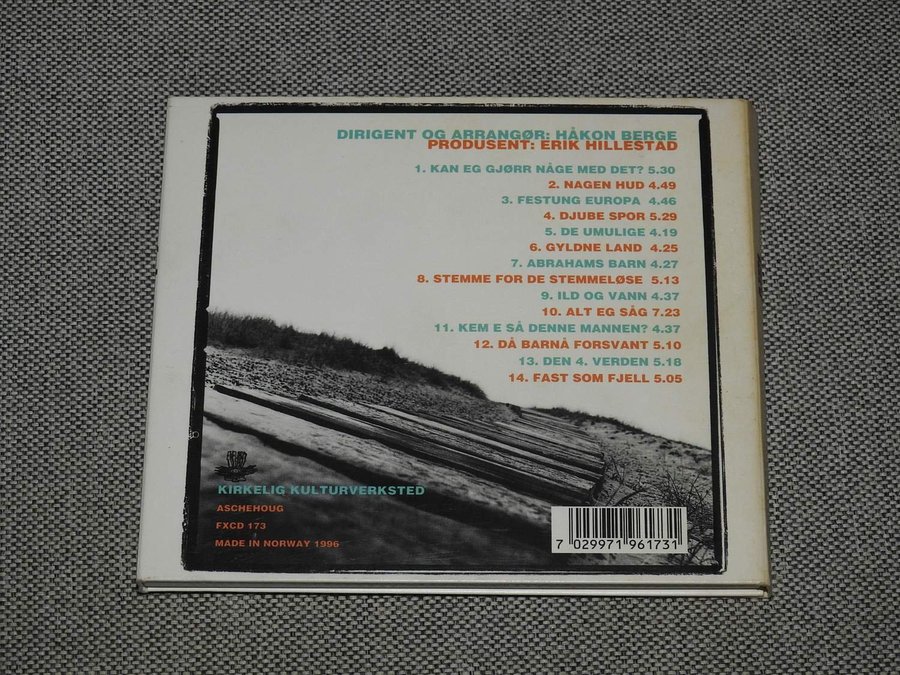 DIRIGENT OG ARRANGØR: HÅKON BERGE
PRODUSENT: ERIK HILLESTAD
1. KAN EG GJØRR NÅGE MED DET? 5.30
2. NAGEN HUD 4.49
3. FESTUNG EUROPA 4.46
4. DJUBE SPOR 5.29
5. DE UMULIGE 4.19
6. GYLDNE LAND 4.25
7. ABRAHAMS BARN 4.27
8. STEMME FOR DE STEMMELØSE 5.13
9. ILD OG VANN 4.37
10. ALT EG SÅG 7.23
11. KEM E SÅ DENNE MANNEN? 4.37
12. DÅ BARNÅ FORSVANT 5.10
13. DEN 4. VERDEN 5.18
14. FAST SOM FJELL 5.05
KIRKELIG KULTURVERKSTED
ASCHEHOUG
FXCD 173
MADE IN NORWAY 1996
7 029971 961731